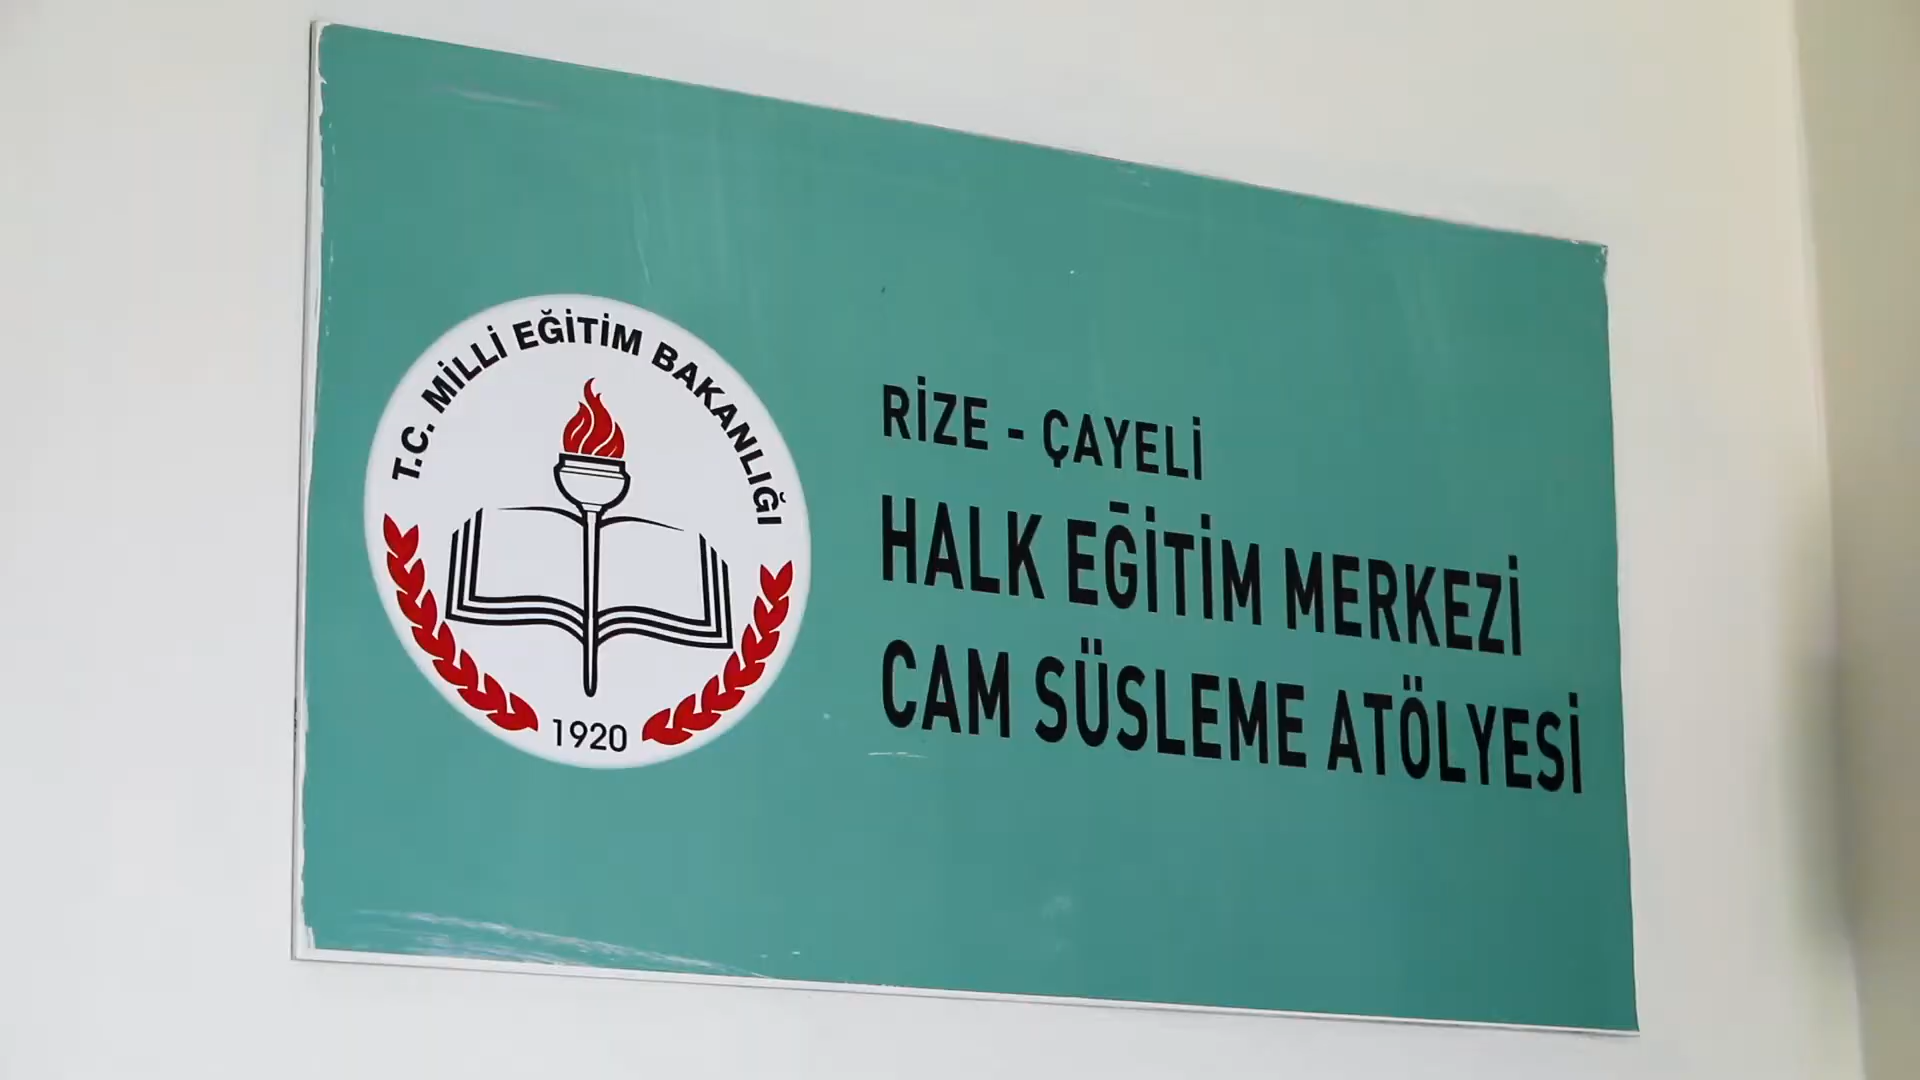 T.C. MİLLİ EĞİTİM BAKANLIĞI
1920
RİZE - ÇAYELİ
HALK EĞİTİM MERKEZİ
CAM SÜSLEME ATÖLYESİ